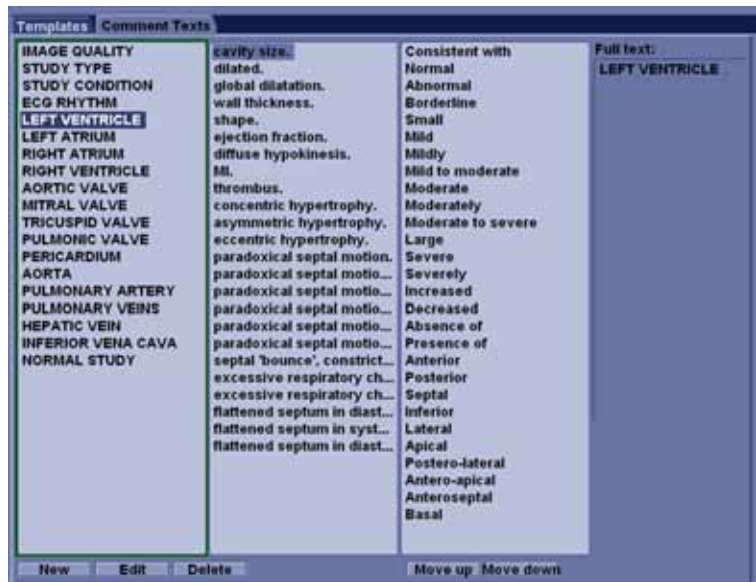 Templates Comment Texts
IMAGE QUALITY
STUDY TYPE
STUDY CONDITION
ECG RHYTHM
LEFT VENTRICLE
LEFT ATRIUM
RIGHT ATRIUM
RIGHT VENTRICLE
AORTIC VALVE
MITRAL VALVE
TRICUSPID VALVE
PULMONIC VALVE
PERICARDIUM
AORTA
PULMONARY ARTERY
PULMONARY VEINS
HEPATIC VEIN
INFERIOR VENA CAVA
NORMAL STUDY
cavity size.
dilated.
global dilatation.
wall thickness.
shape.
ejection fraction.
diffuse hypokinesis.
MI.
thrombus.
concentric hypertrophy.
asymmetric hypertrophy.
eccentric hypertrophy.
paradoxical septal motion.
paradoxical septal motio...
paradoxical septal motio...
paradoxical septal motio...
paradoxical septal motio...
paradoxical septal motio...
septal 'bounce', constrict...
excessive respiratory ch...
excessive respiratory ch...
flattened septum in diast...
flattened septum in syst...
flattened septum in diast...
Consistent with
Normal
Abnormal
Borderline
Small
Mild
Mildly
Mild to moderate
Moderate
Moderately
Moderate to severe
Large
Severe
Severely
Increased
Decreased
Absence of
Presence of
Anterior
Posterior
Septal
Inferior
Lateral
Apical
Postero-lateral
Antero-apical
Anteroseptal
Basal
Full text:
LEFT VENTRICLE
New Edit Delete Move up Move down